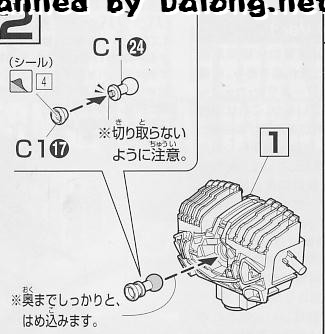 anned by Dalong.net
2
C1㉔
(シール)
4
C1⓱
※切り取らない
ように注意。
1
※奥までしっかりと、
はめ込みます。